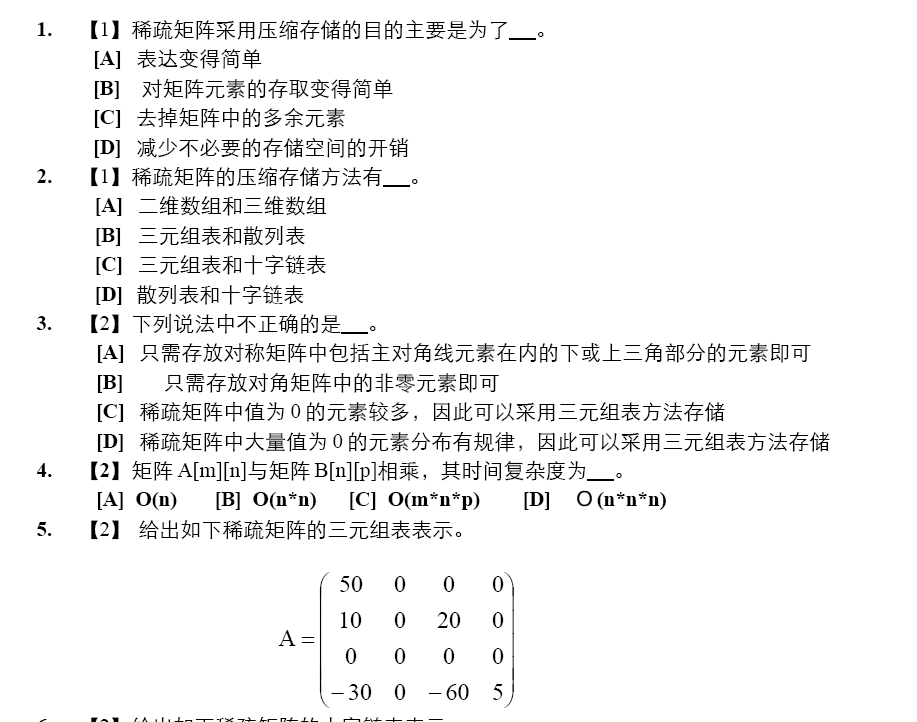 1. 【1】稀疏矩阵采用压缩存储的目的主要是为了___。
[A] 表达变得简单
[B] 对矩阵元素的存取变得简单
[C] 去掉矩阵中的多余元素
[D] 减少不必要的存储空间的开销
2. 【1】稀疏矩阵的压缩存储方法有___。
[A] 二维数组和三维数组
[B] 三元组表和散列表
[C] 三元组表和十字链表
[D] 散列表和十字链表
3. 【2】下列说法中不正确的是___。
[A] 只需存放对称矩阵中包括主对角线元素在内的下或上三角部分的元素即可
[B] 只需存放对角矩阵中的非零元素即可
[C] 稀疏矩阵中值为0的元素较多，因此可以采用三元组表方法存储
[D] 稀疏矩阵中大量值为0的元素分布有规律，因此可以采用三元组表方法存储
4. 【2】矩阵A[m][n]与矩阵B[n][p]相乘，其时间复杂度为___。
[A] O(n) [B] O(n*n) [C] O(m*n*p) [D] O (n*n*n)
5. 【2】 给出如下稀疏矩阵的三元组表表示。
50 0 0 0
10 0 20 0
A =
0 0 0 0
-30 0 -60 5